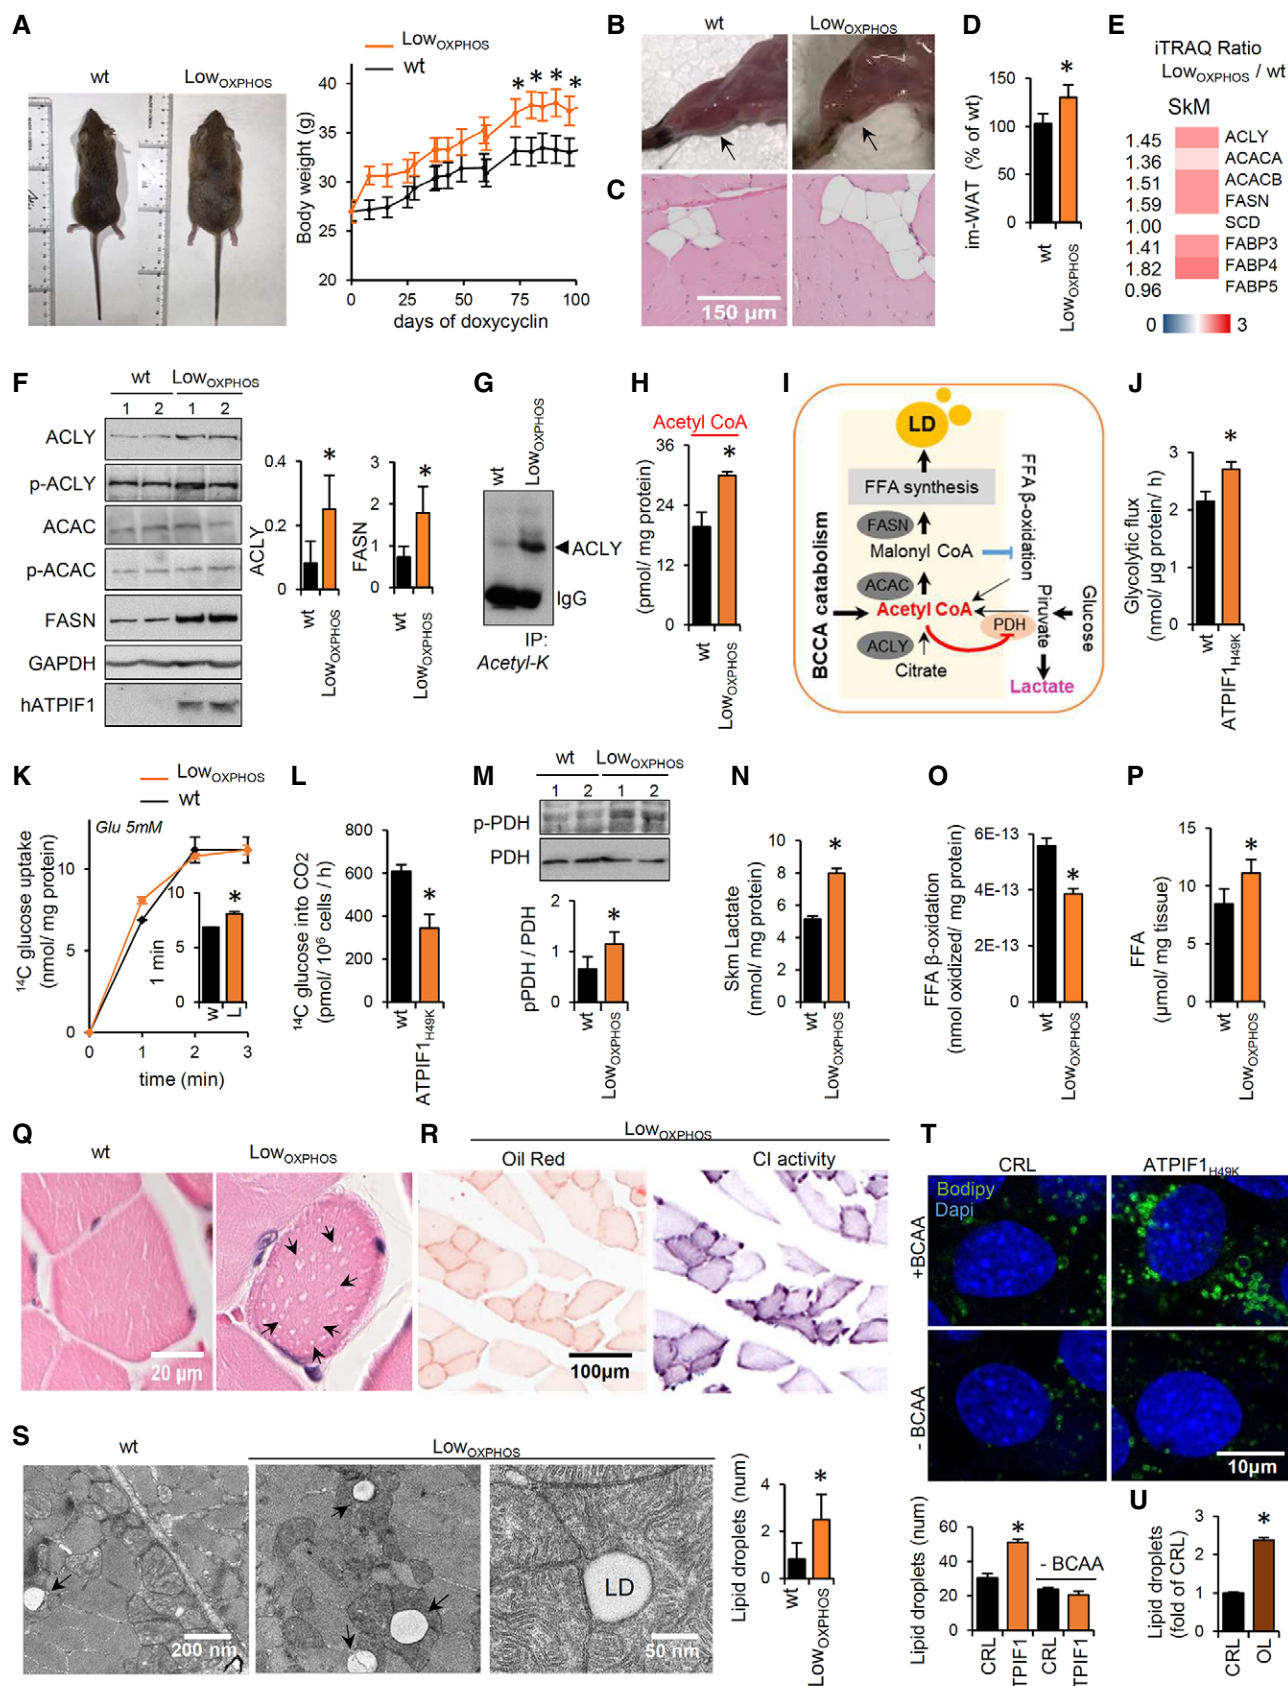 A
wt
LowOXPHOS
LowOXPHOS
wt
Body weight (g)
40
35
30
25
20
0
25
50
75
100
days of doxycyclin
* * * *
B
wt
LowOXPHOS
C
150 µm
D
im-WAT (% of wt)
150
100
50
0
*
wt
LowOXPHOS
E
iTRAQ Ratio
LowOXPHOS / wt
SkM
1.45 ACLY
1.36 ACACA
1.51 ACACB
1.59 FASN
1.00 SCD
1.41 FABP3
1.82 FABP4
0.96 FABP5
0 3
F
wt LowOXPHOS
1 2 1 2
ACLY
p-ACLY
ACAC
p-ACAC
FASN
GAPDH
hATPIF1
ACLY
0.4
0.2
0
*
wt
LowOXPHOS
FASN
3
2
1
0
*
wt
LowOXPHOS
G
wt
LowOXPHOS
ACLY
IgG
IP:
Acetyl-K
H
Acetyl CoA
(pmol/ mg protein)
36
24
12
0
*
wt
LowOXPHOS
I
LD
FFA synthesis
FASN
Malonyl CoA
ACAC
Acetyl CoA
ACLY
Citrate
BCCA catabolism
FFA β-oxidation
PDH
Piruvate
Glucose
Lactate
J
Glycolytic flux
(nmol/ µg protein/ h)
3
2
1
0
*
wt
ATPIF1H49K
K
LowOXPHOS
wt
Glu 5mM
14C glucose uptake
(nmol/ mg protein)
10
5
0
0 1 2 3
time (min)
1 min
10
5
0
*
w
L
L
14C glucose into CO2
(pmol/ 106 cells / h)
800
600
400
200
0
*
wt
ATPIF1H49K
M
wt LowOXPHOS
1 2 1 2
p-PDH
PDH
pPDH / PDH
2
1
0
*
wt
LowOXPHOS
N
Skm Lactate
(nmol/ mg protein)
10
8
6
4
2
0
*
wt
LowOXPHOS
O
FFA β-oxidation
(nmol oxidized/ mg protein)
6E-13
4E-13
2E-13
0
*
wt
LowOXPHOS
P
FFA
(µmol/ mg tissue)
15
10
5
0
*
wt
LowOXPHOS
Q
wt
LowOXPHOS
20 µm
R
LowOXPHOS
Oil Red
CI activity
100µm
S
wt
LowOXPHOS
200 nm
LD
50 nm
Lipid droplets (num)
4
2
0
*
wt
LowOXPHOS
T
CRL
ATPIF1H49K
Bodipy
Dapi
+BCAA
- BCAA
10µm
Lipid droplets (num)
60
40
20
0
*
- BCAA
CRL
TPIF1
CRL
TPIF1
U
Lipid droplets
(fold of CRL)
3
2
1
0
*
CRL
OL